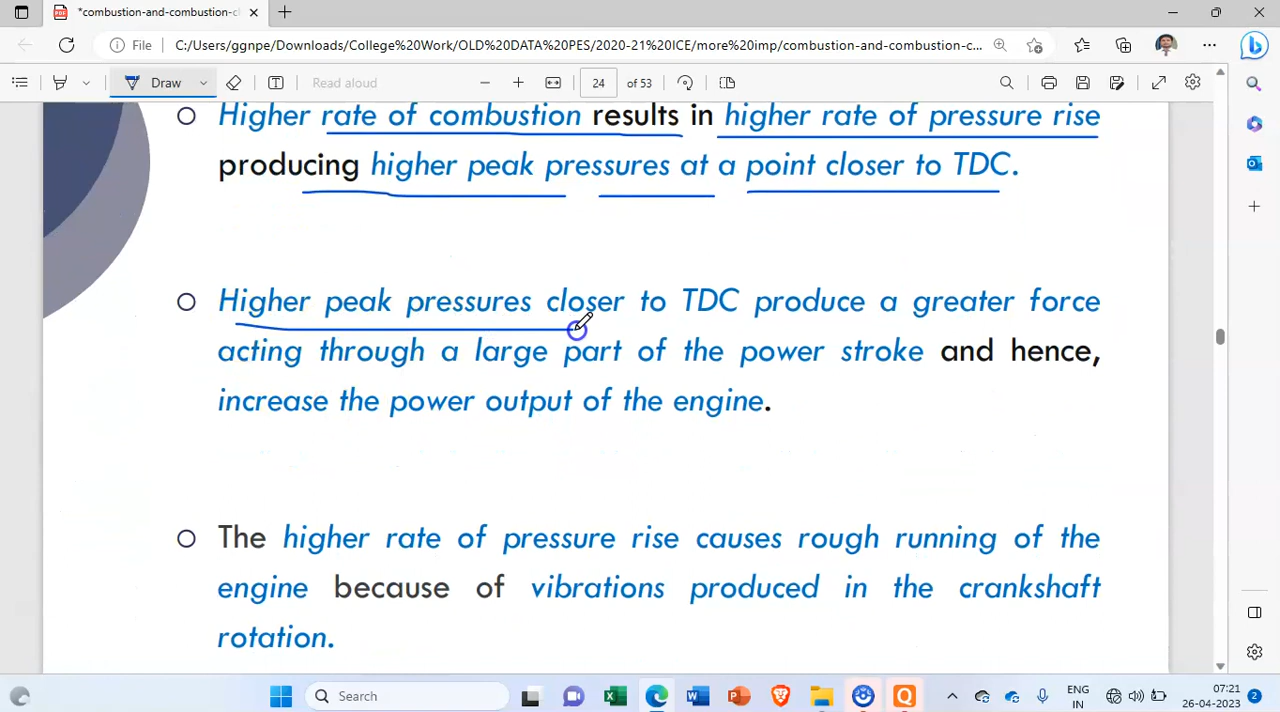 *combustion-and-combustion-cl
File
C:/Users/ggnpe/Downloads/College%20Work/OLD%20DATA%20PES/2020-21%20ICE/more%20imp/combustion-and-combustion-c...
Draw
Read aloud
24
of 53
Higher rate of combustion results in higher rate of pressure rise
producing higher peak pressures at a point closer to TDC.
Higher peak pressures closer to TDC produce a greater force
acting through a large part of the power stroke and hence,
increase the power output of the engine.
The higher rate of pressure rise causes rough running of the
engine because of vibrations produced in the crankshaft
rotation.
Search
ENG
IN
07:21
26-04-2023
2